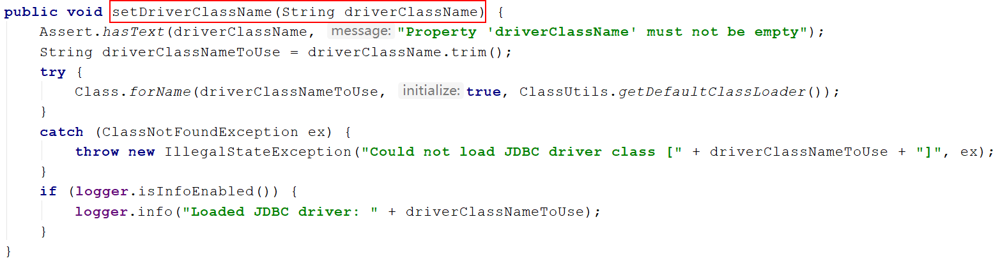 public void setDriverClassName(String driverClassName) {
    Assert.hasText(driverClassName, message: "Property 'driverClassName' must not be empty");
    String driverClassNameToUse = driverClassName.trim();
    try {
        Class.forName(driverClassNameToUse, initialize: true, ClassUtils.getDefaultClassLoader());
    }
    catch (ClassNotFoundException ex) {
        throw new IllegalStateException("Could not load JDBC driver class [" + driverClassNameToUse + "]", ex);
    }
    if (logger.isInfoEnabled()) {
        logger.info("Loaded JDBC driver: " + driverClassNameToUse);
    }
}